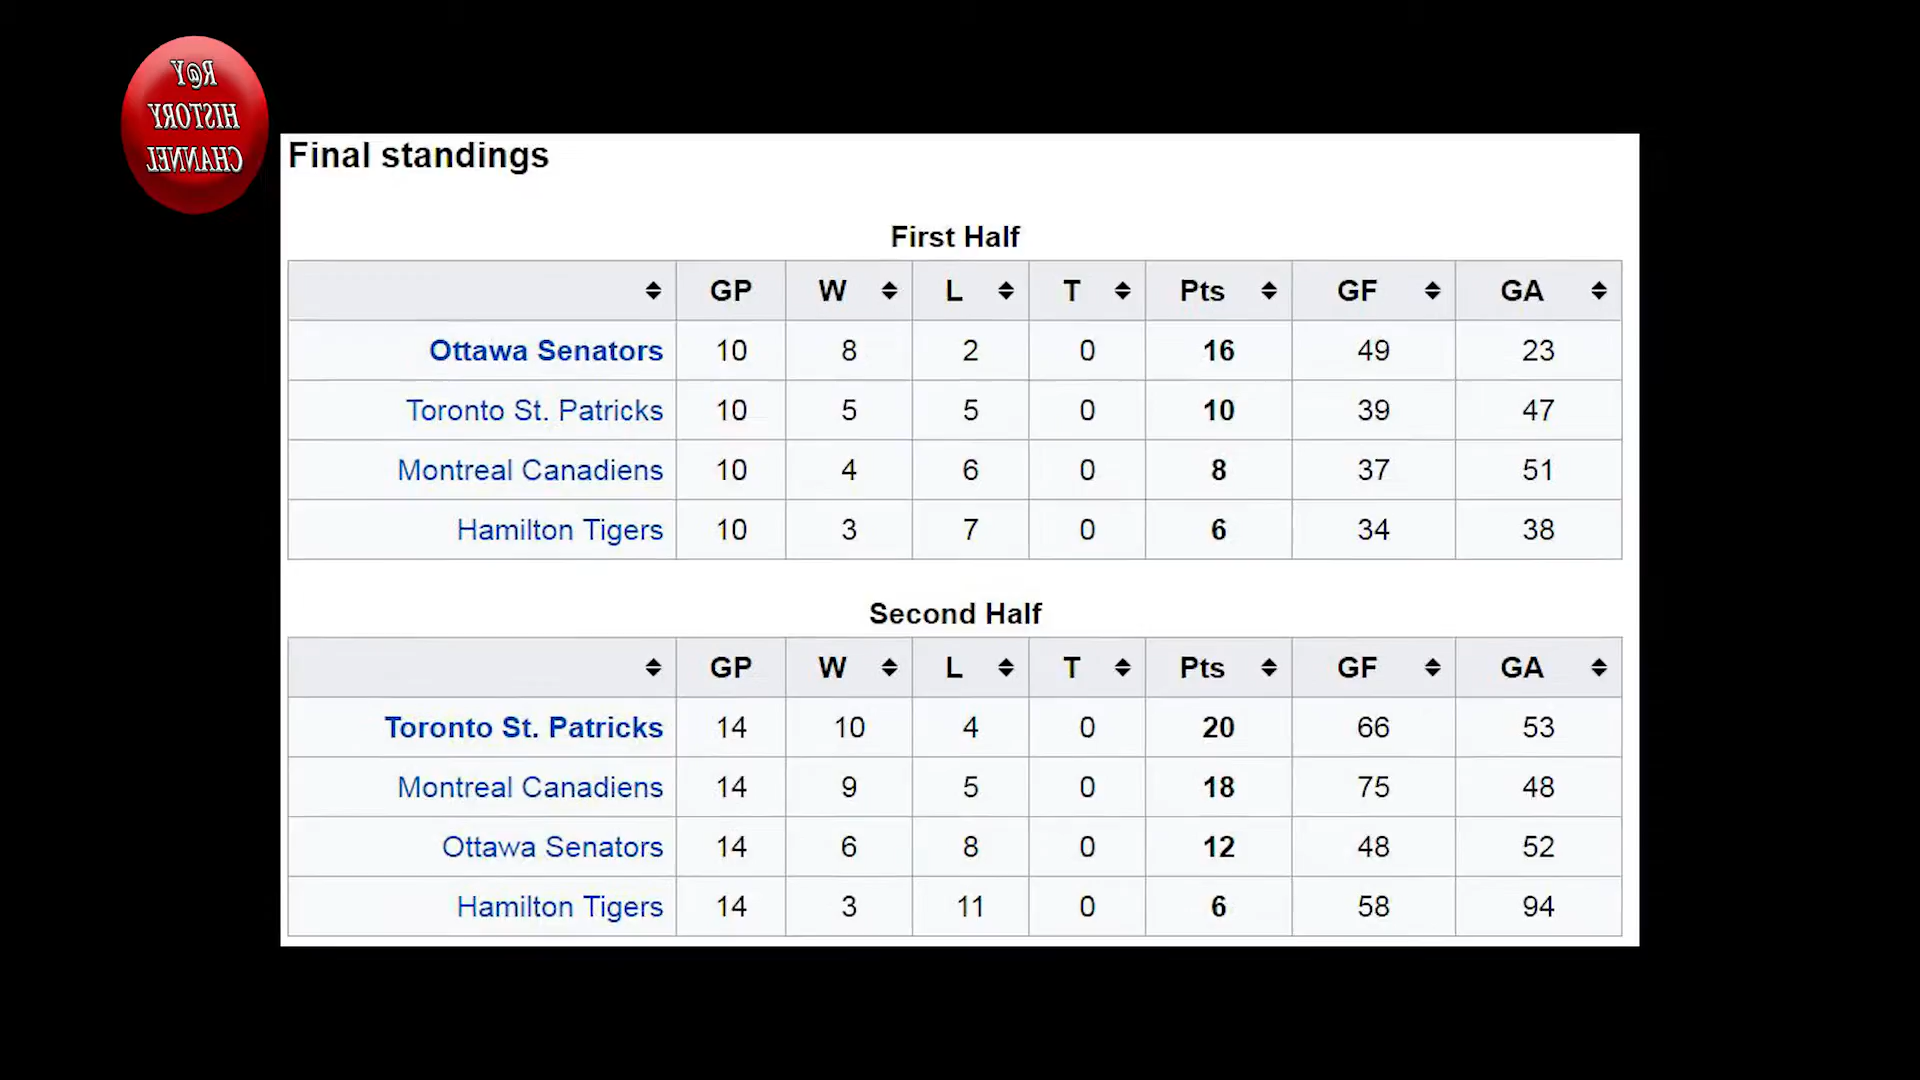 R@Y
HISTORY
CHANNEL
Final standings
First Half
GP W L T Pts GF GA
Ottawa Senators 10 8 2 0 16 49 23
Toronto St. Patricks 10 5 5 0 10 39 47
Montreal Canadiens 10 4 6 0 8 37 51
Hamilton Tigers 10 3 7 0 6 34 38
Second Half
GP W L T Pts GF GA
Toronto St. Patricks 14 10 4 0 20 66 53
Montreal Canadiens 14 9 5 0 18 75 48
Ottawa Senators 14 6 8 0 12 48 52
Hamilton Tigers 14 3 11 0 6 58 94